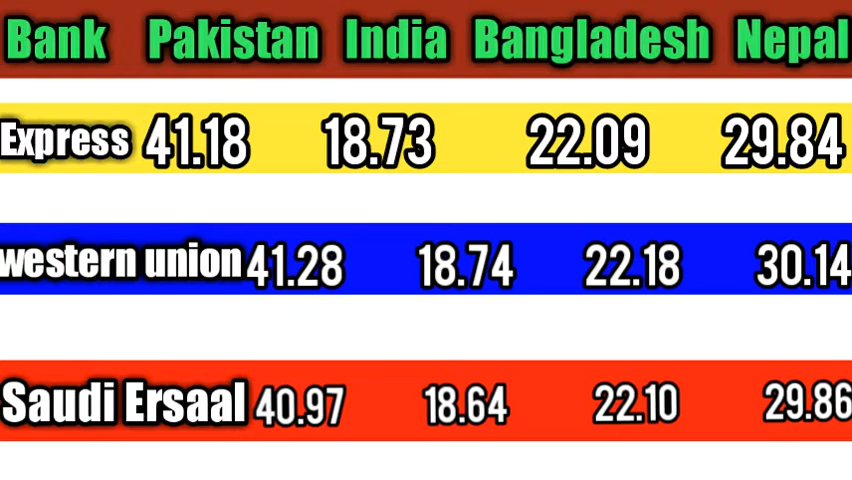 Bank Pakistan India Bangladesh Nepal
Express 41.18 18.73 22.09 29.84
western union 41.28 18.74 22.18 30.14
Saudi Ersaal 40.97 18.64 22.10 29.86